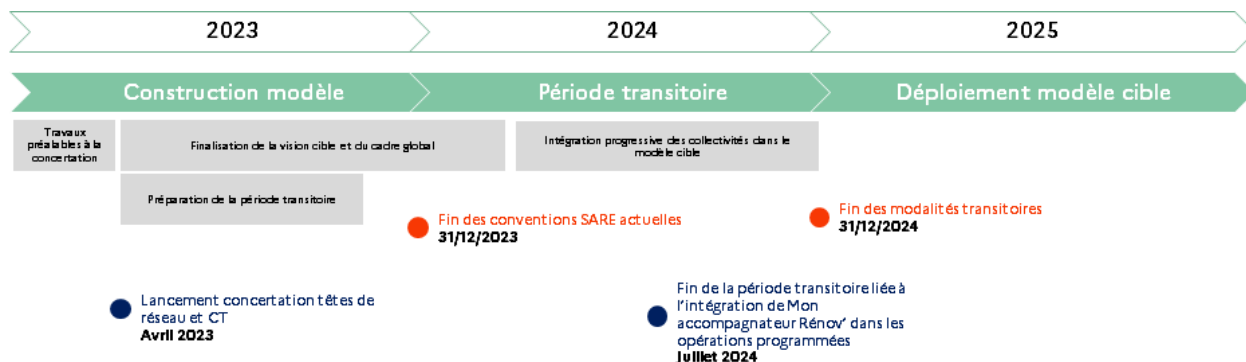 2023
2024
2025
Construction modèle
Période transitoire
Déploiement modèle cible
Travaux
préalables à la
concertation
Finalisation de la vision cible et du cadre global
Intégration progressive des collectivités dans le
modèle cible
Préparation de la période transitoire
Fin des conventions SARE actuelles
31/12/2023
Fin des modalités transitoires
31/12/2024
Lancement concertation têtes de
réseau et CT
Avril 2023
Fin de la période transitoire liée à
l'intégration de Mon
accompagnateur Rénov' dans les
opérations programmées
Juillet 2024